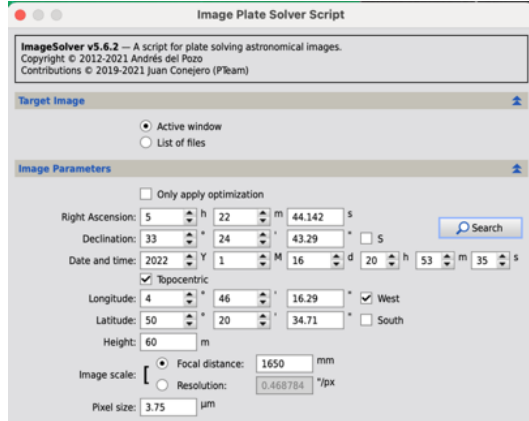 Image Plate Solver Script
ImageSolver v5.6.2 — A script for plate solving astronomical images.
Copyright © 2012-2021 Andrés del Pozo
Contributions © 2019-2021 Juan Conejero (PTeam)
Target Image
Active window
List of files
Image Parameters
Only apply optimization
Right Ascension: 5 h 22 m 44.142 s
Search
Declination: 33 ° 24 ' 43.29 " S
Date and time: 2022 Y 1 M 16 d 20 h 53 m 35 s
Topocentric
Longitude: 4 ° 46 ' 16.29 " West
Latitude: 50 ° 20 ' 34.71 " South
Height: 60 m
Image scale: [ Focal distance: 1650 mm
Resolution: 0.468784 "/px
Pixel size: 3.75 µm